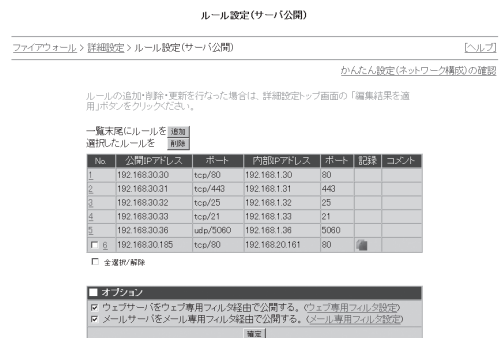 ルール設定(サーバ公開)
ファイアウォール > 詳細設定 > ルール設定(サーバ公開) [ヘルプ]
かんたん設定(ネットワーク構成)の確認
ルールの追加・削除・更新を行なった場合は、詳細設定トップ画面の「編集結果を適
用」ボタンをクリックください。
一覧末尾にルールを 追加
選択したルールを 削除
No. 公開IPアドレス ポート 内部IPアドレス ポート 記録 コメント
1 192.168.30.30 tcp/80 192.168.1.30 80
2 192.168.30.31 tcp/443 192.168.1.31 443
3 192.168.30.32 tcp/25 192.168.1.32 25
4 192.168.30.33 tcp/21 192.168.1.33 21
5 192.168.30.36 udp/5060 192.168.1.36 5060
6 192.168.30.185 tcp/80 192.168.20.161 80
全選択/解除
■ オプション
ウェブサーバをウェブ専用フィルタ経由で公開する。(ウェブ専用フィルタ設定)
メールサーバをメール専用フィルタ経由で公開する。(メール専用フィルタ設定)
確定